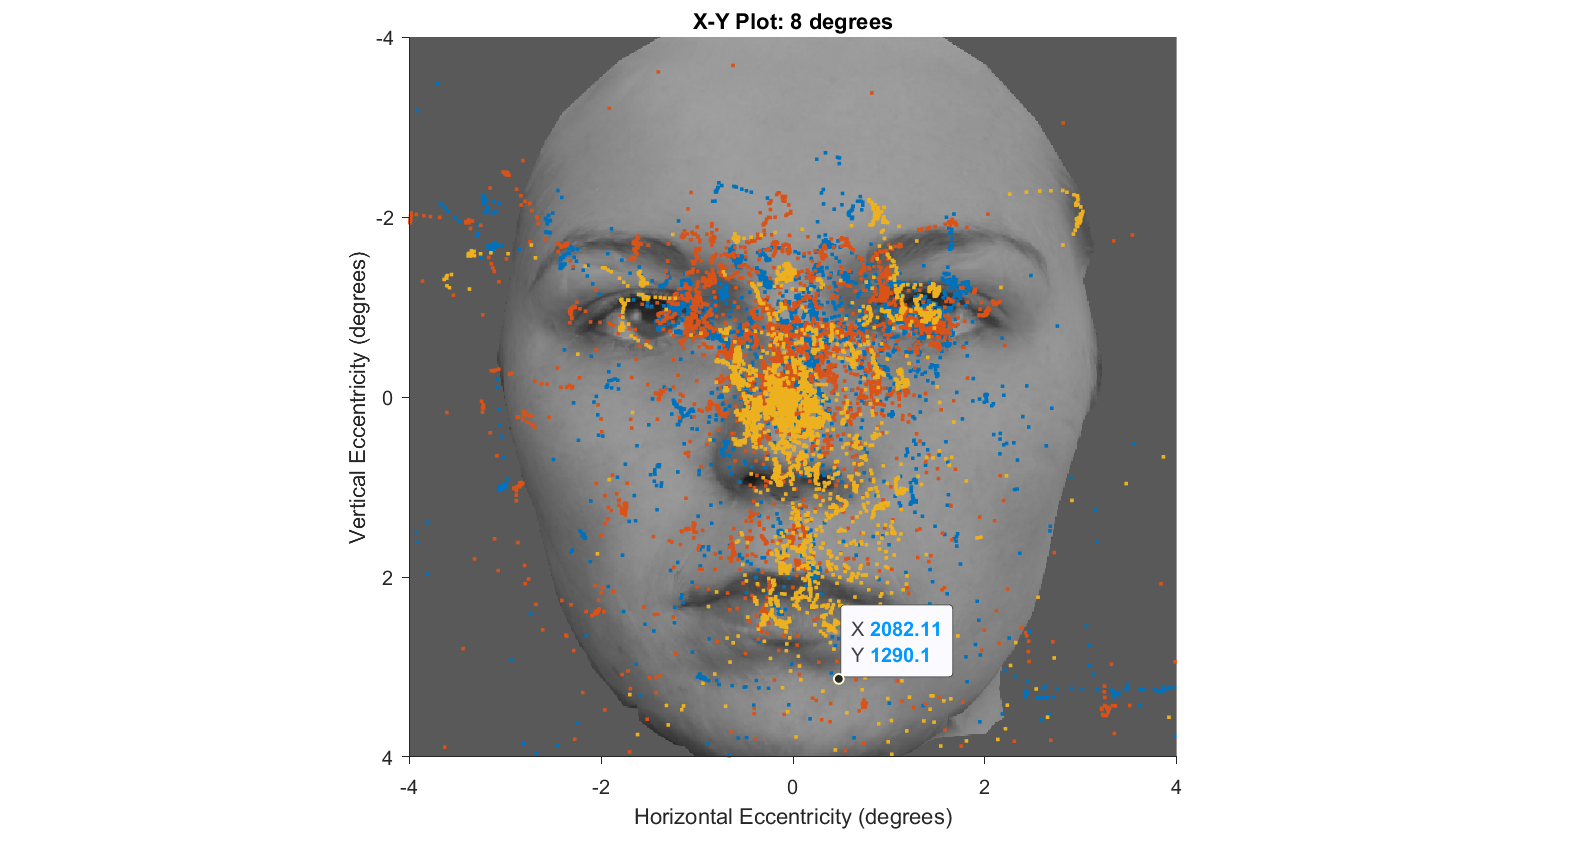 X-Y Plot: 8 degrees
-4
-2
0
2
4
Vertical Eccentricity (degrees)
X 2082.11
Y 1290.1
-4
-2
0
2
4
Horizontal Eccentricity (degrees)